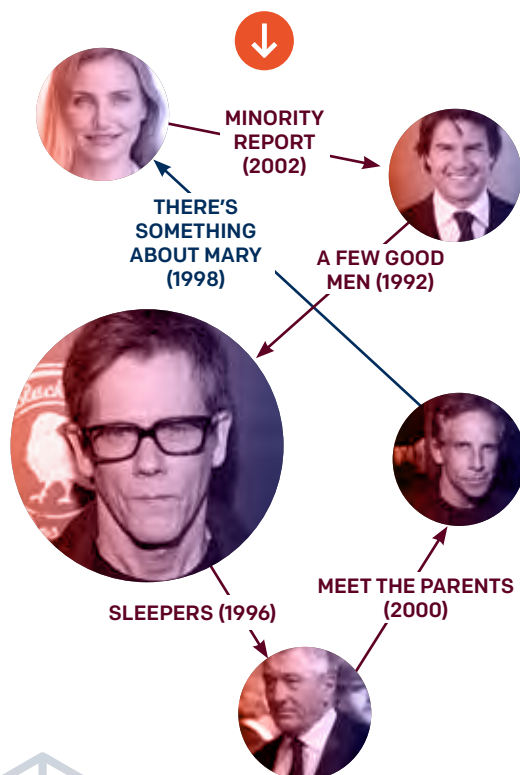 MINORITY
REPORT
(2002)
THERE'S
SOMETHING
ABOUT MARY
(1998)
A FEW GOOD
MEN (1992)
SLEEPERS (1996)
MEET THE PARENTS
(2000)